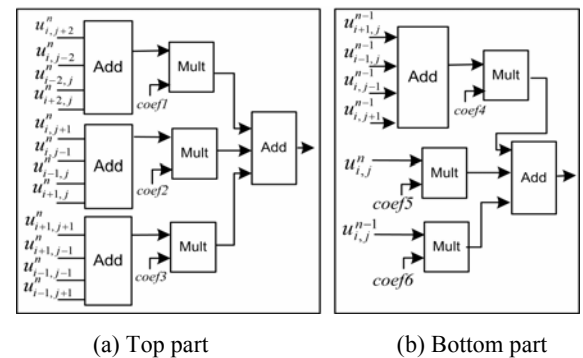 u^n_{i,j+2}
u^n_{i,j-2}
u^n_{i-2,j}
u^n_{i+2,j}
Add
Mult
coef1
u^n_{i,j+1}
u^n_{i,j-1}
u^n_{i-1,j}
u^n_{i+1,j}
Add
Mult
coef2
Add
u^n_{i+1,j+1}
u^n_{i+1,j-1}
u^n_{i-1,j-1}
u^n_{i-1,j+1}
Add
Mult
coef3
(a) Top part
u^{n-1}_{i+1,j}
u^{n-1}_{i-1,j}
u^{n-1}_{i,j-1}
u^{n-1}_{i,j+1}
Add
Mult
coef4
u^n_{i,j}
Mult
coef5
Add
u^{n-1}_{i,j}
Mult
coef6
(b) Bottom part